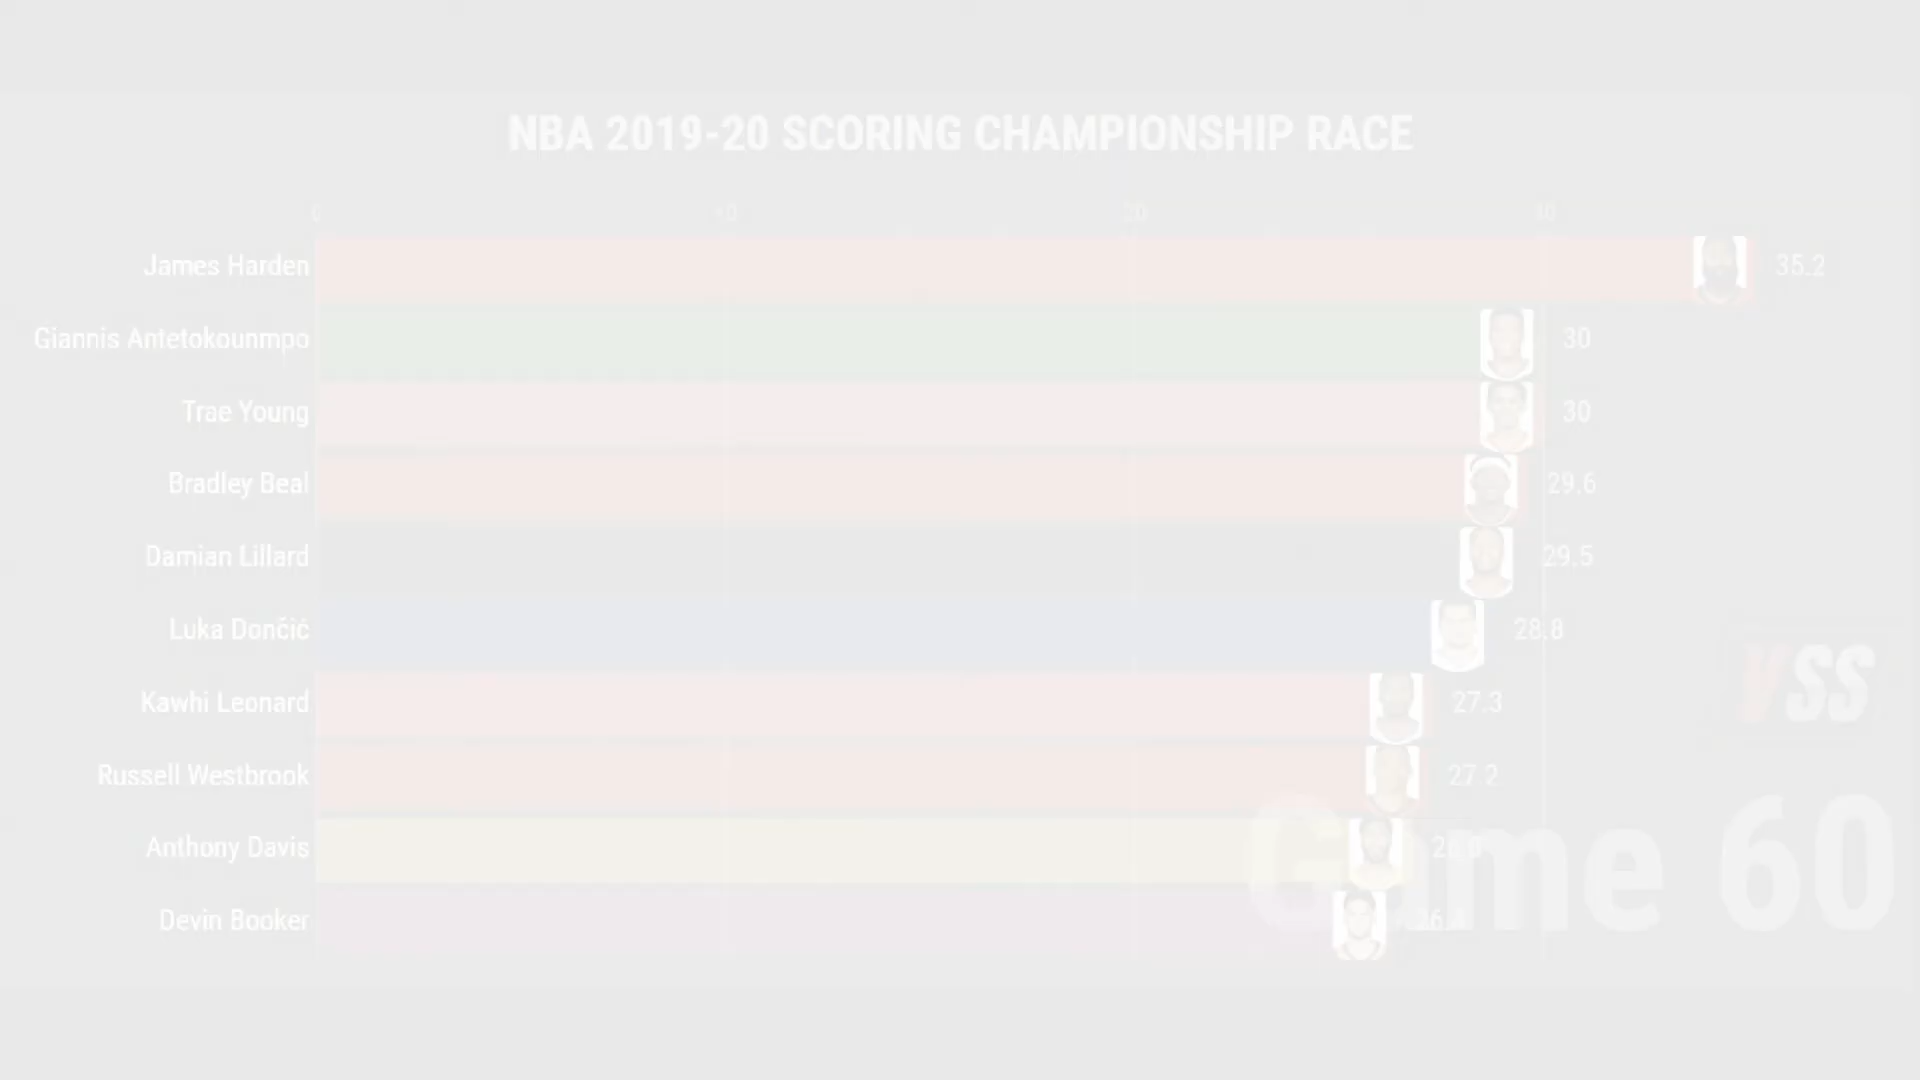 NBA 2019-20 SCORING CHAMPIONSHIP RACE
0 10 20
James Harden 35.2
Giannis Antetokounmpo 30
Trae Young 30
Bradley Beal 29.6
Damian Lillard 29.5
Luka Dončić 28.8
Kawhi Leonard 27.3
Russell Westbrook 27.2
Anthony Davis
Devin Booker
VSS
Game 60